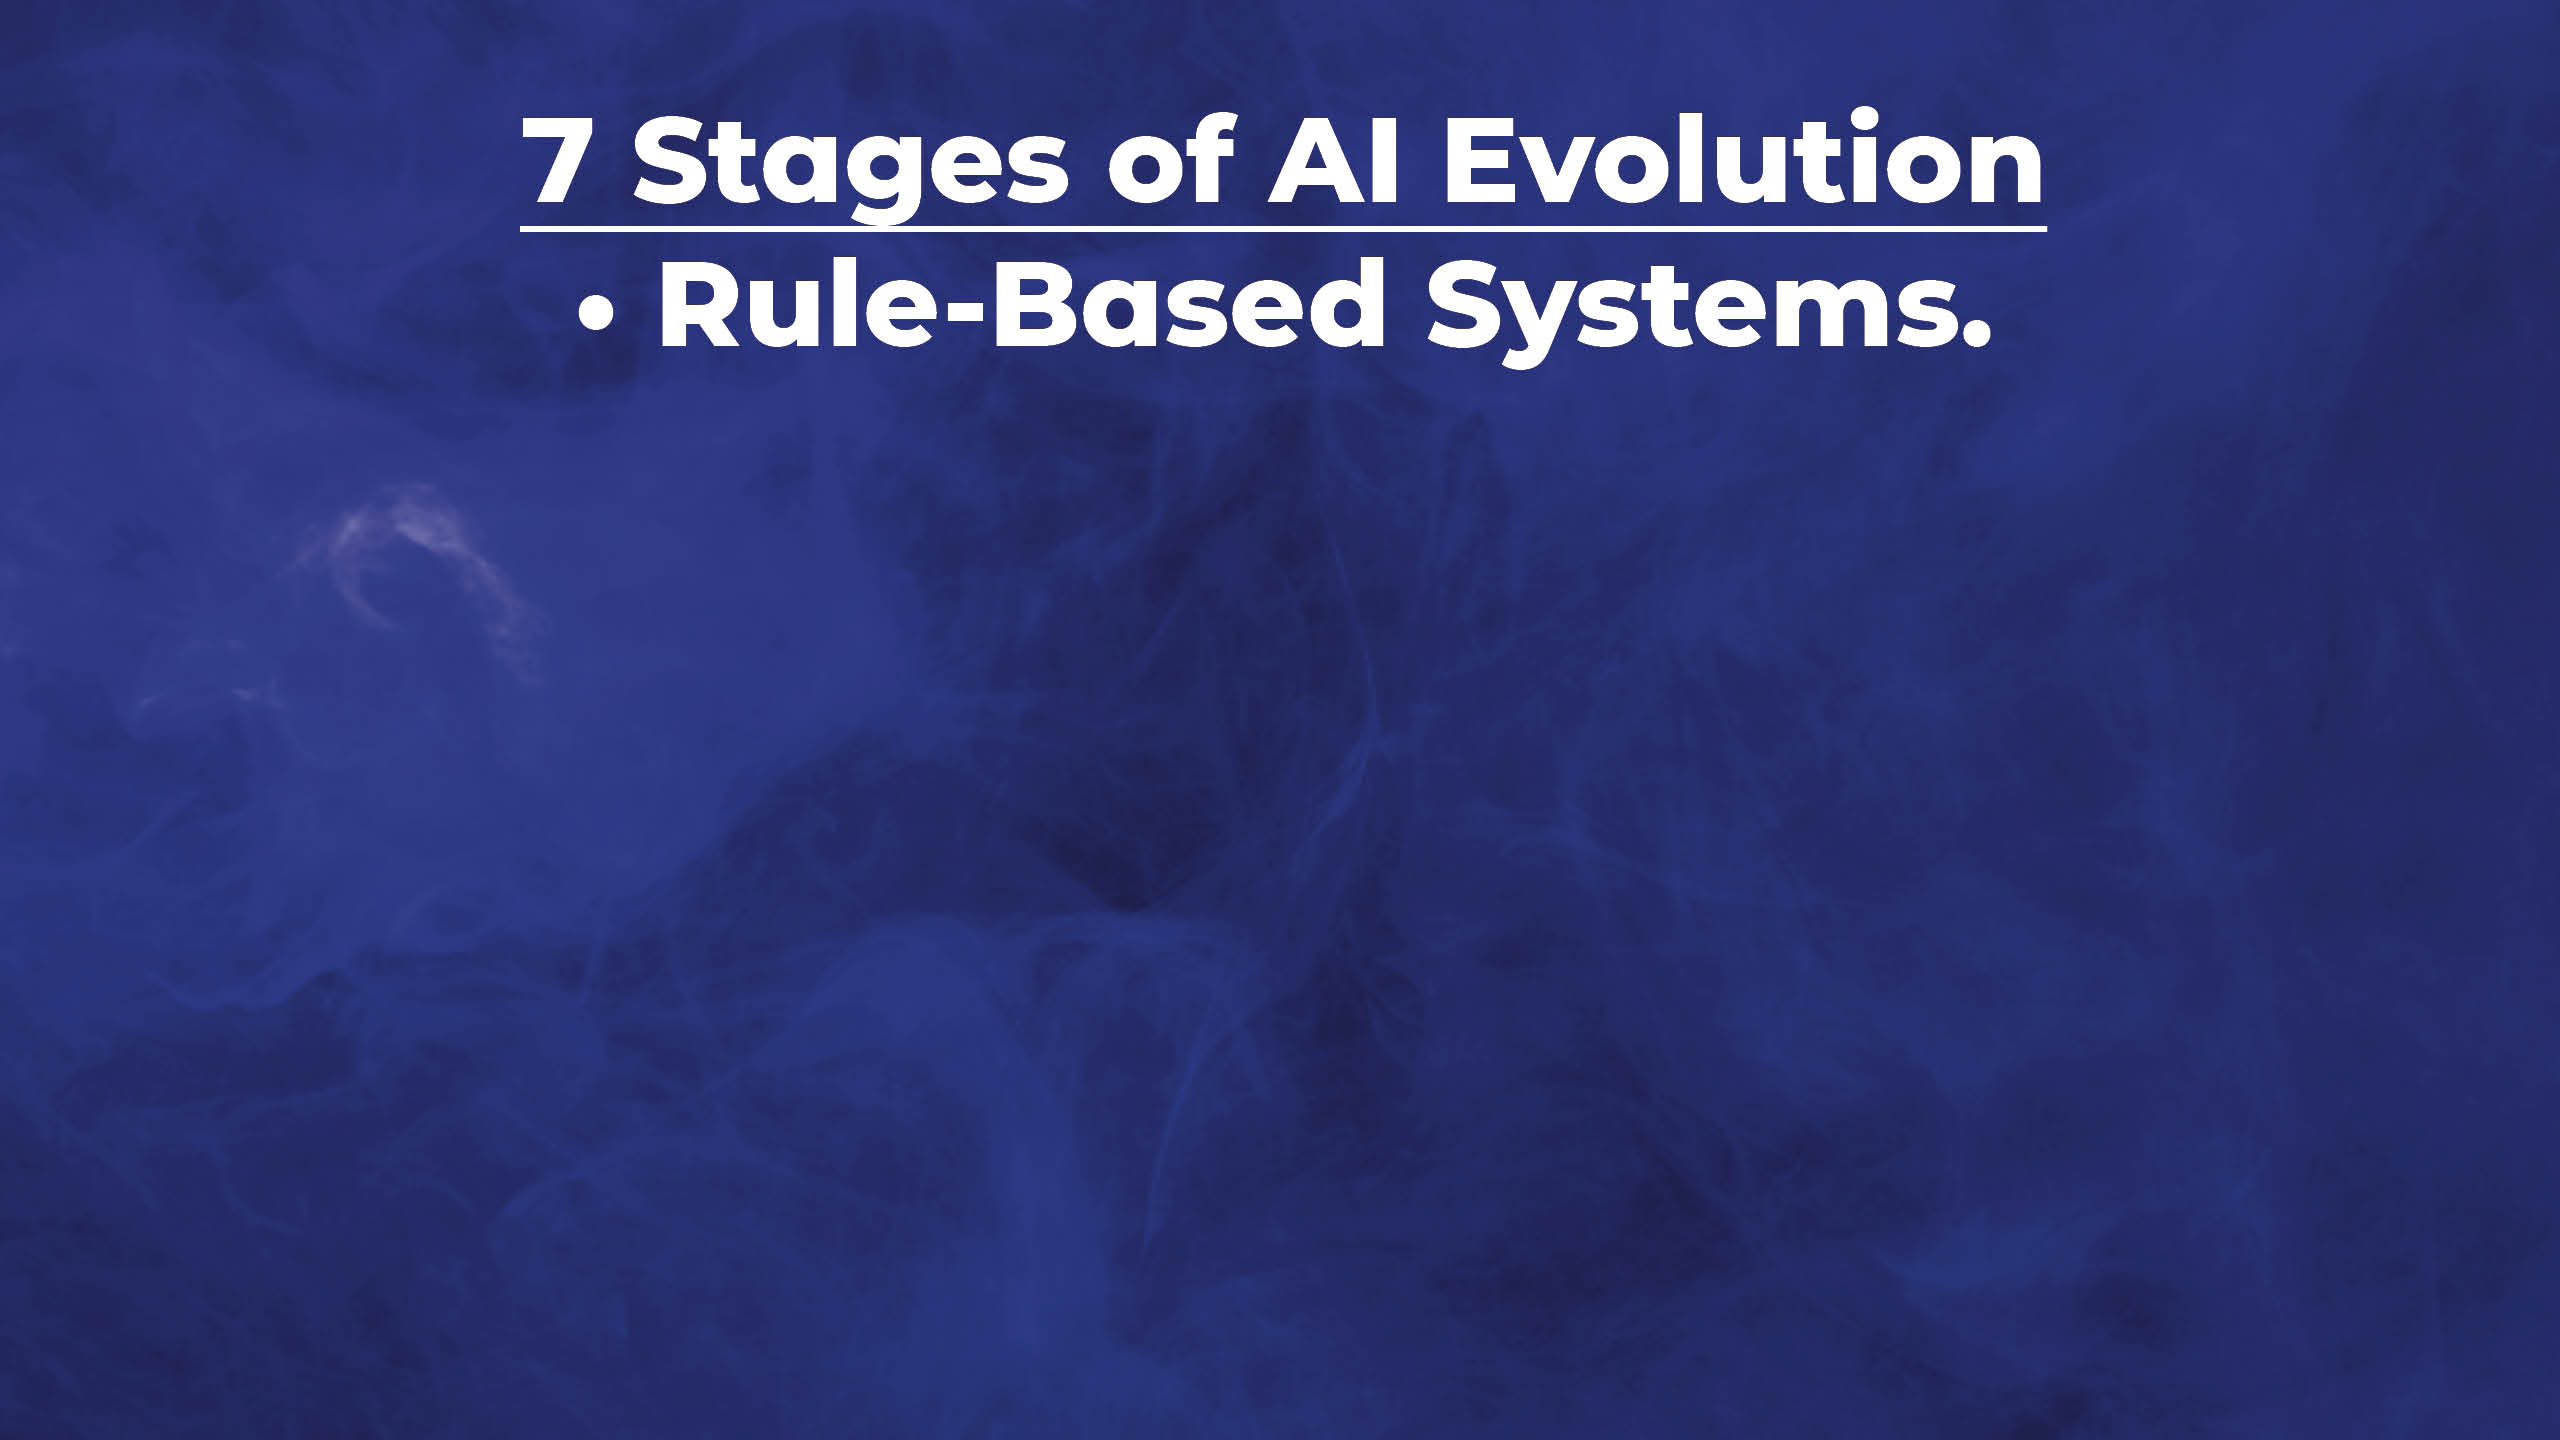 7 Stages of AI Evolution
• Rule-Based Systems.